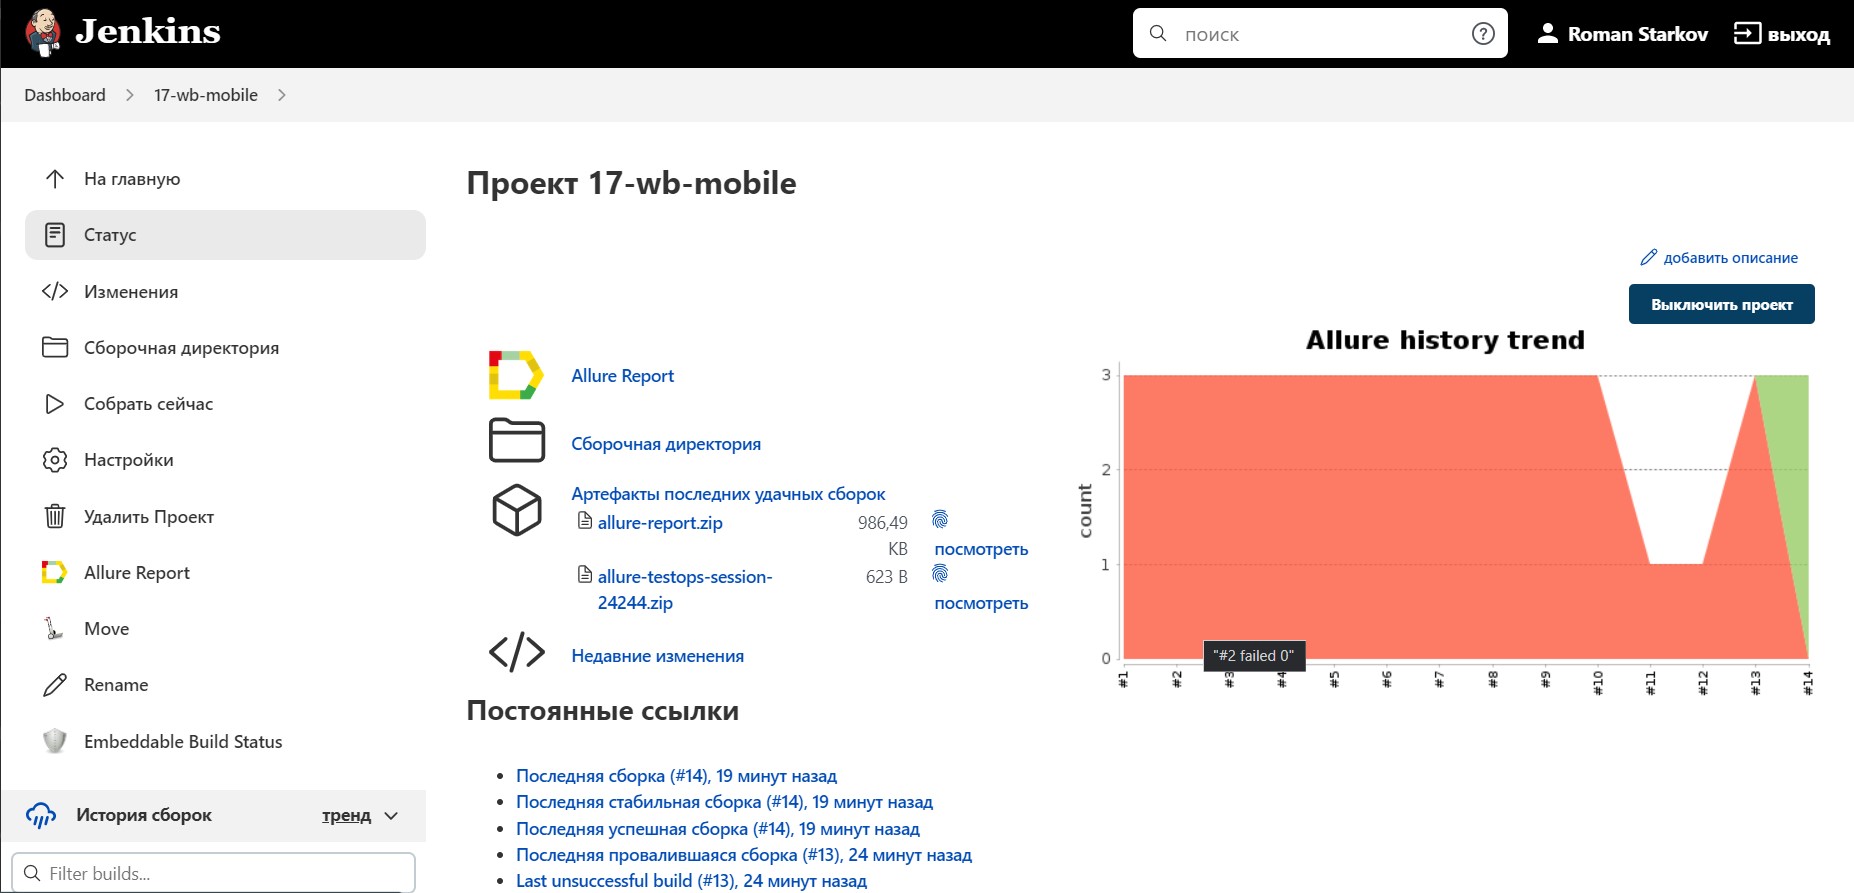 Jenkins
поиск
Roman Starkov
выход
Dashboard
17-wb-mobile
На главную
Статус
Изменения
Сборочная директория
Собрать сейчас
Настройки
Удалить Проект
Allure Report
Move
Rename
Embeddable Build Status
История сборок
тренд
Filter builds...
Проект 17-wb-mobile
добавить описание
Выключить проект
Allure Report
Сборочная директория
Артефакты последних удачных сборок
allure-report.zip
986,49
KB
посмотреть
allure-testops-session-
24244.zip
623 B
посмотреть
Недавние изменения
Allure history trend
count
3
2
1
0
"#2 failed 0"
#1
#2
#3
#4
#5
#6
#7
#8
#9
#10
#11
#12
#13
#14
Постоянные ссылки
Последняя сборка (#14), 19 минут назад
Последняя стабильная сборка (#14), 19 минут назад
Последняя успешная сборка (#14), 19 минут назад
Последняя провалившаяся сборка (#13), 24 минут назад
Last unsuccessful build (#13), 24 минут назад